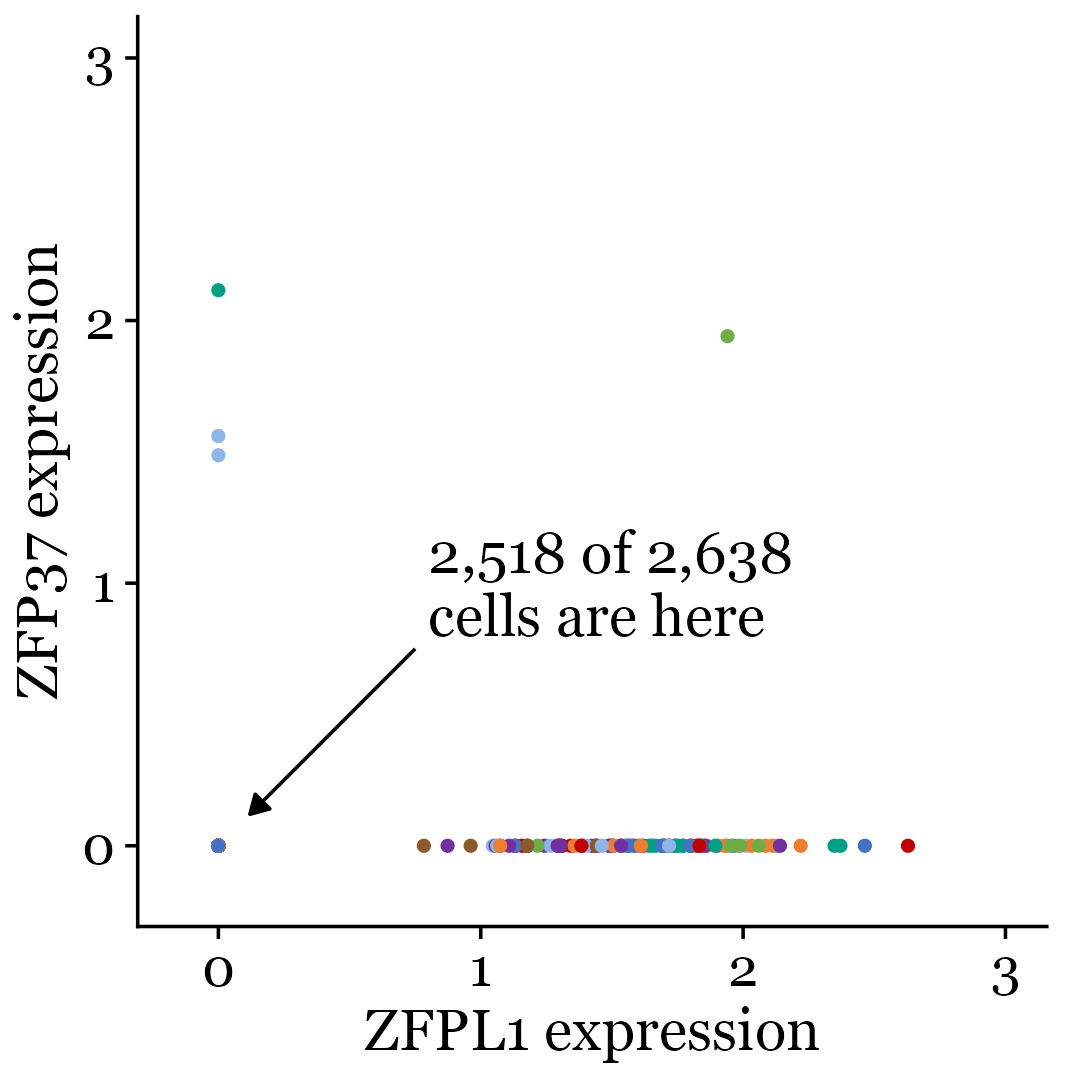 3
2
1
0
ZFP37 expression
2,518 of 2,638
cells are here
0 1 2 3
ZFPL1 expression